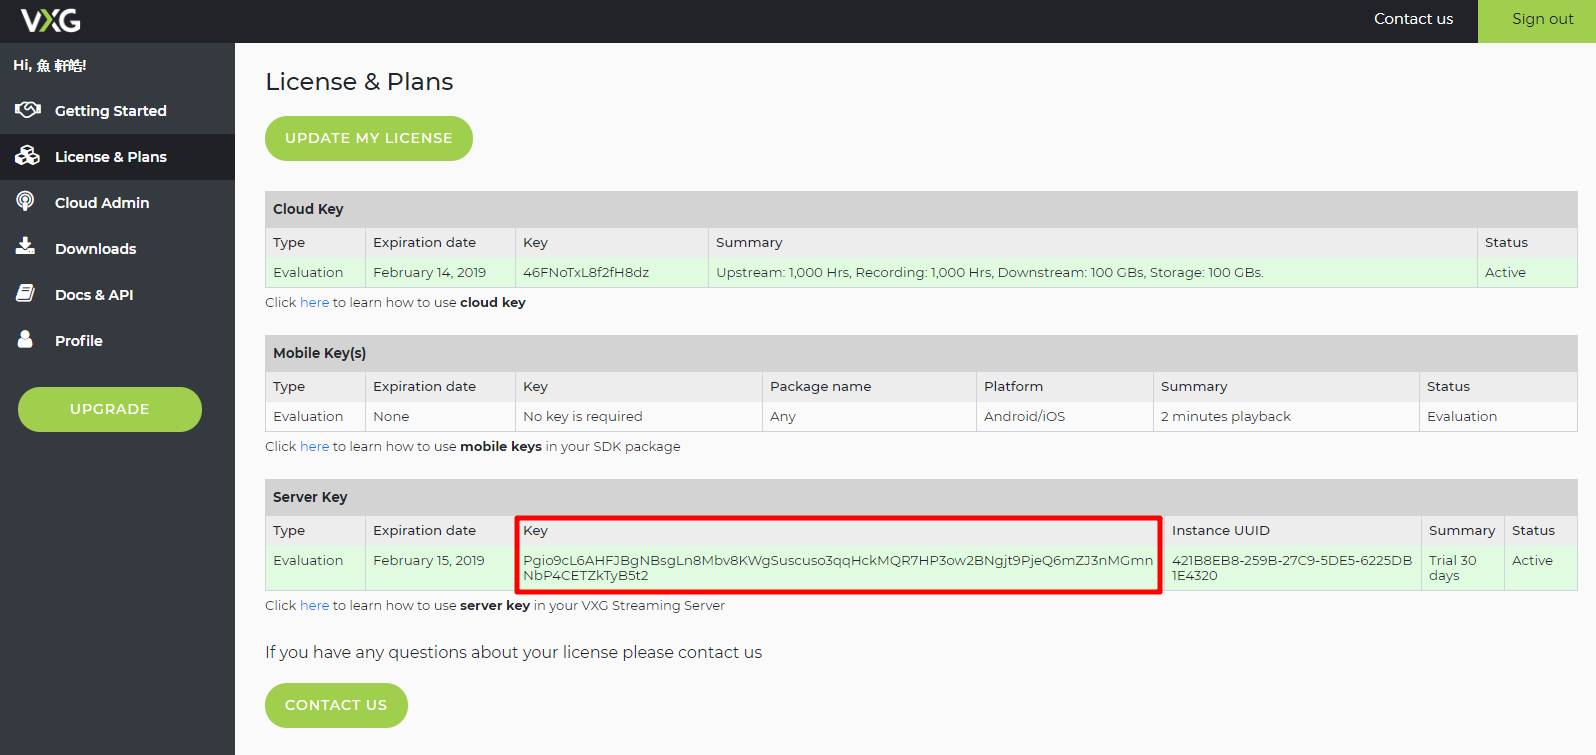 VXG
Contact us
Sign out
Hi, 魚 軒皓!
Getting Started
License & Plans
Cloud Admin
Downloads
Docs & API
Profile
UPGRADE
License & Plans
UPDATE MY LICENSE
Cloud Key
Type Expiration date Key Summary Status
Evaluation February 14, 2019 46FNoTxL8f2fH8dz Upstream: 1,000 Hrs, Recording: 1,000 Hrs, Downstream: 100 GBs, Storage: 100 GBs. Active
Click here to learn how to use cloud key
Mobile Key(s)
Type Expiration date Key Package name Platform Summary Status
Evaluation None No key is required Any Android/iOS 2 minutes playback Evaluation
Click here to learn how to use mobile keys in your SDK package
Server Key
Type Expiration date Key Instance UUID Summary Status
Evaluation February 15, 2019 Pgio9cL6AHFJBgNBsgLn8Mbv8KWgSuscuso3qqHckMQR7HP3ow2BNgjt9PjeQ6mZJ3nMGmn 421B8EB8-259B-27C9-5DE5-6225DB Trial 30 Active
NbP4CETZkTyB5t2 1E4320 days
Click here to learn how to use server key in your VXG Streaming Server
If you have any questions about your license please contact us
CONTACT US